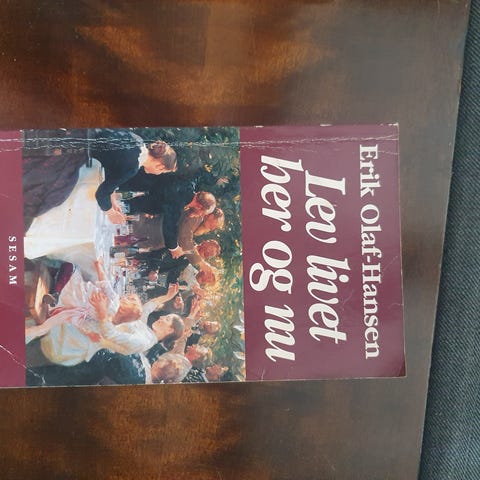 Erik Olaf-Hansen
Lev livet
her og nu
SESAM